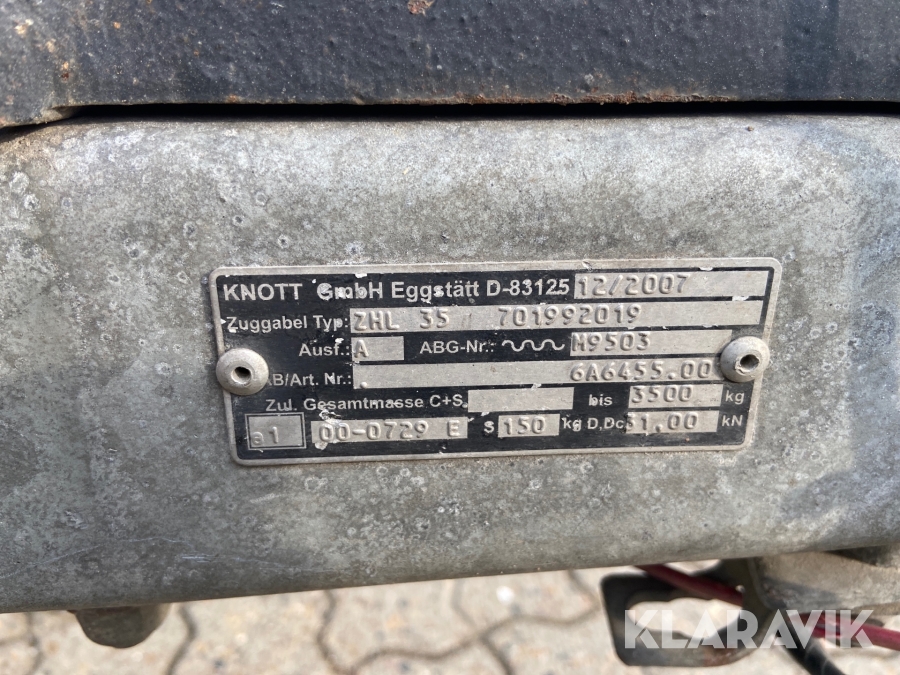 KNOTT GmbH Eggstätt D-83125 12/2007
Zuggabel Typ: ZHL 35 701992019
Ausf.: A ABG-Nr.: M9503
AB/Art. Nr.: . 6A6455.00
Zul. Gesamtmasse C+S bis 3500 kg
e1 00-0729 E S 150 kg D,Dc 31,00 kN
KLARAVIK